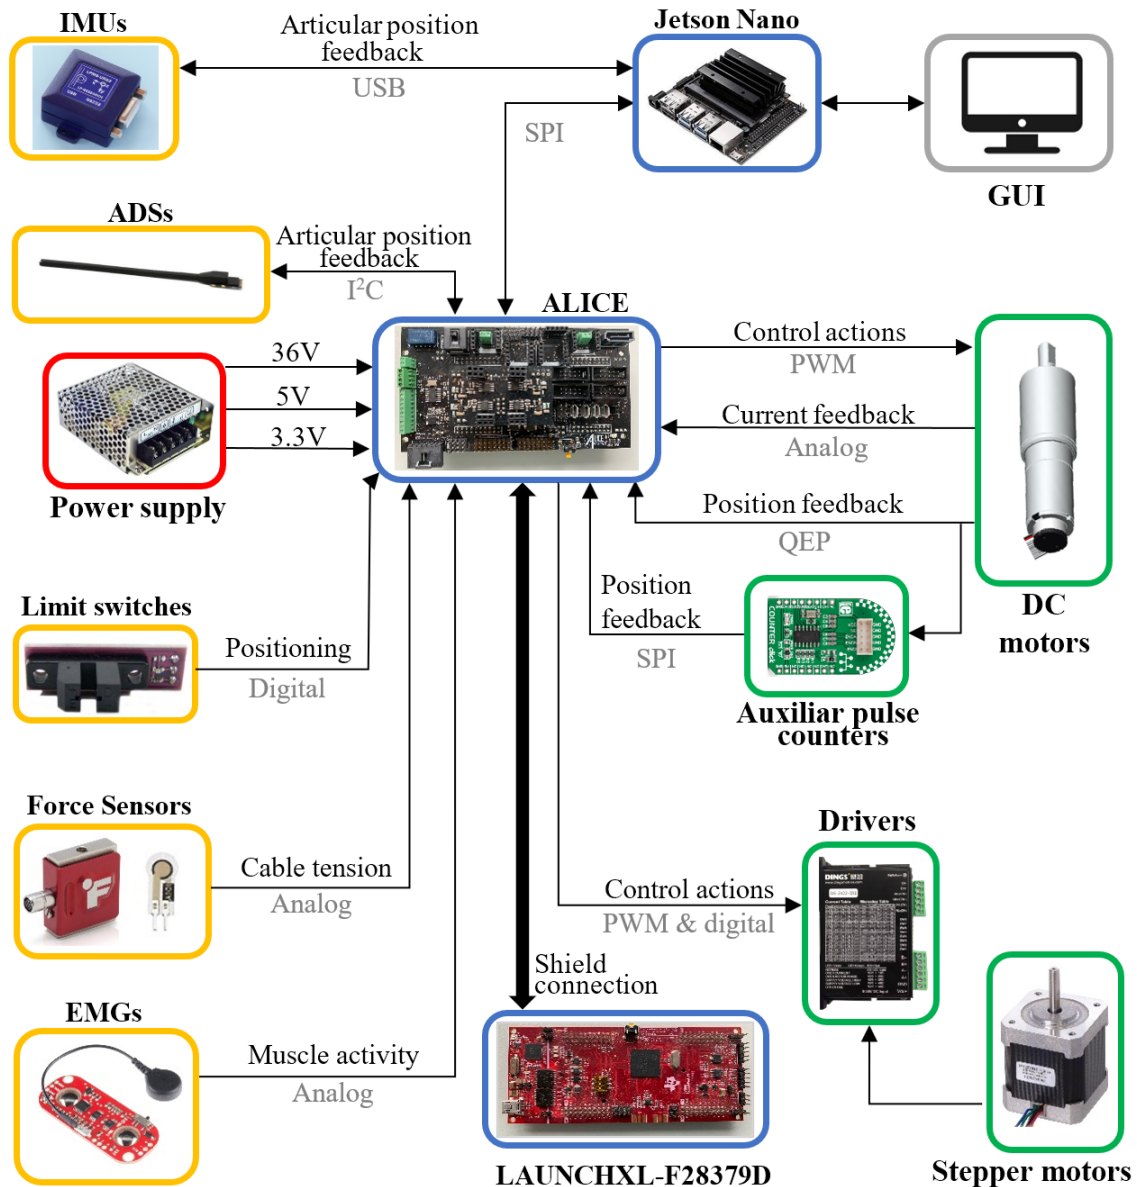 IMUs
Articular position
feedback
USB
Jetson Nano
SPI
GUI
ADSs
Articular position
feedback
I²C
ALICE
36V
5V
3.3V
Power supply
Control actions
PWM
Current feedback
Analog
Position feedback
QEP
DC
motors
Limit switches
Positioning
Digital
Position
feedback
SPI
COUNTER click
Auxiliar pulse
counters
Force Sensors
Cable tension
Analog
Drivers
DINGS
Control actions
PWM & digital
Shield
connection
EMGs
Muscle activity
Analog
LAUNCHXL-F28379D
Stepper motors